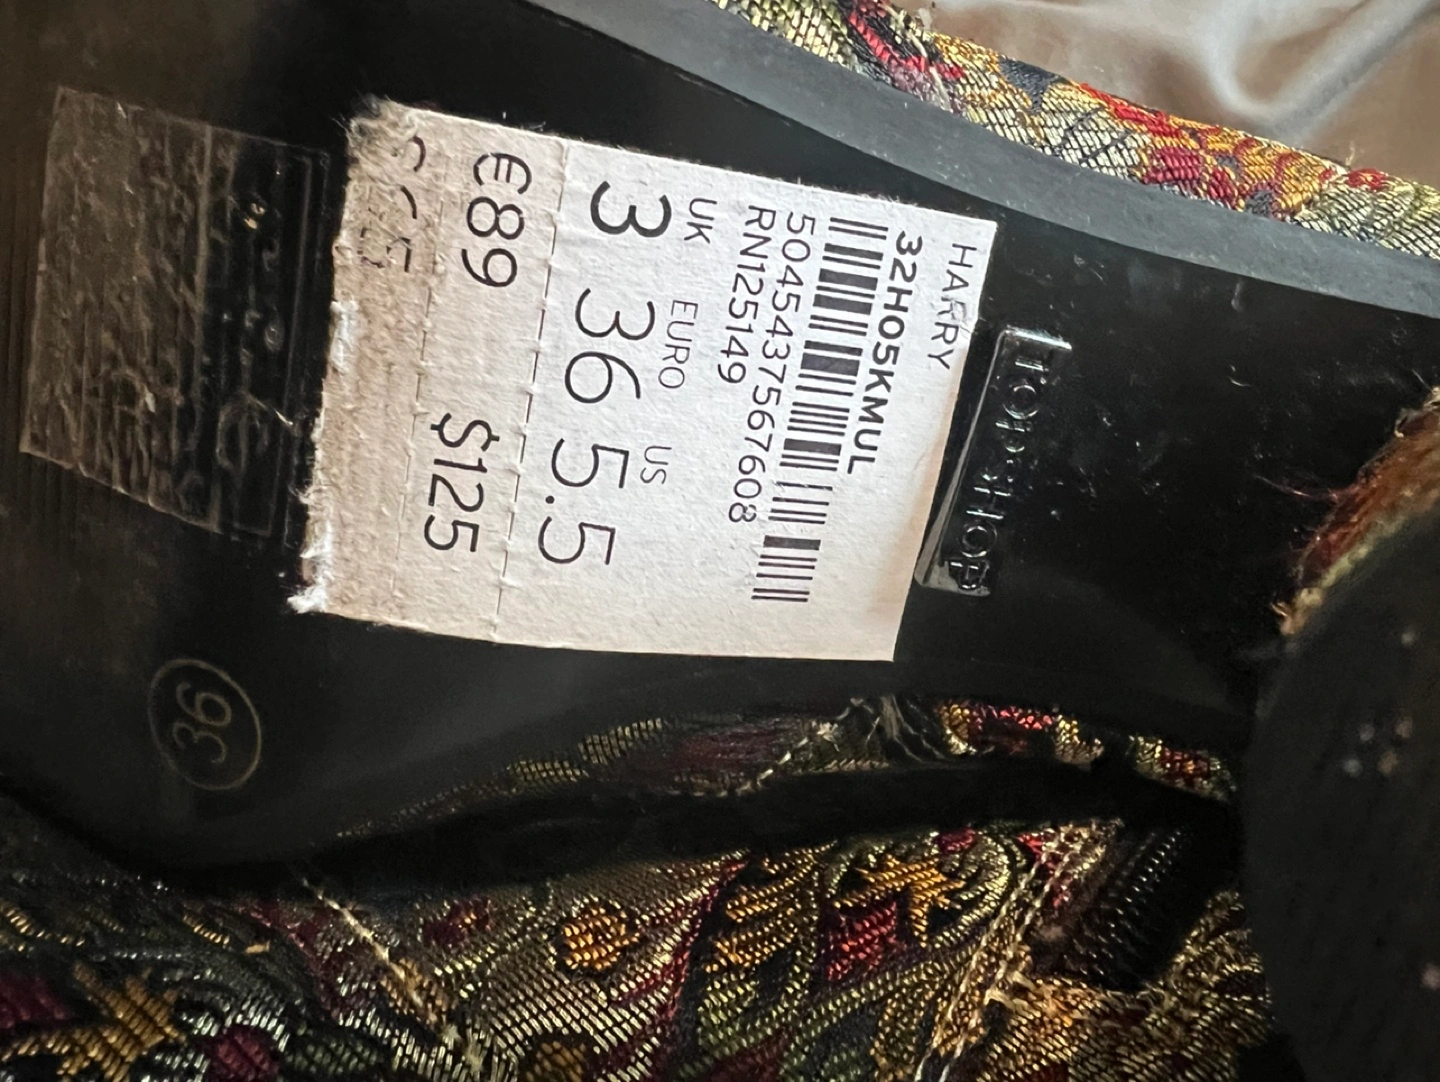 TOPSHOP
HARRY
32H05KMUL
5045437567608
RN125149
UK EURO US
3 36 5.5
€89 $125
36